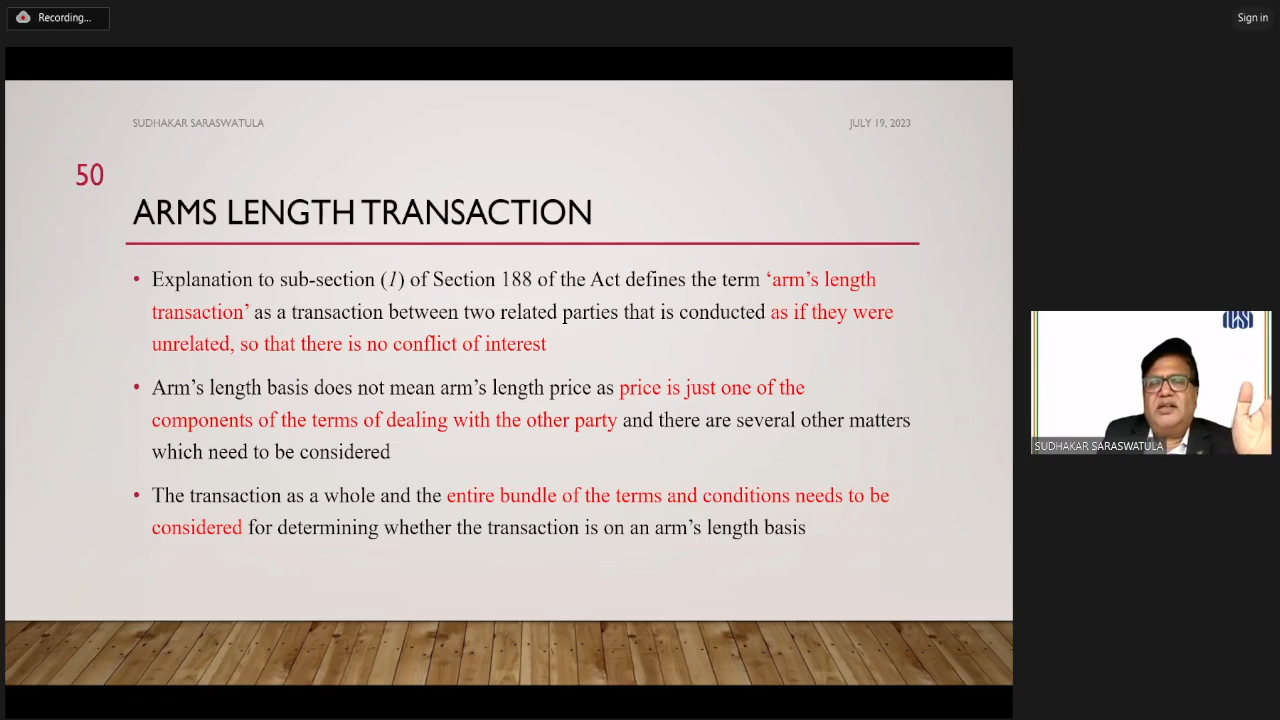 Recording...
Sign in
SUDHAKAR SARASWATULA
JULY 19, 2023
50
ARMS LENGTH TRANSACTION
• Explanation to sub-section (1) of Section 188 of the Act defines the term ‘arm’s length
transaction’ as a transaction between two related parties that is conducted as if they were
unrelated, so that there is no conflict of interest
• Arm’s length basis does not mean arm’s length price as price is just one of the
components of the terms of dealing with the other party and there are several other matters
which need to be considered
• The transaction as a whole and the entire bundle of the terms and conditions needs to be
considered for determining whether the transaction is on an arm’s length basis
ICSI
SUDHAKAR SARASWATULA